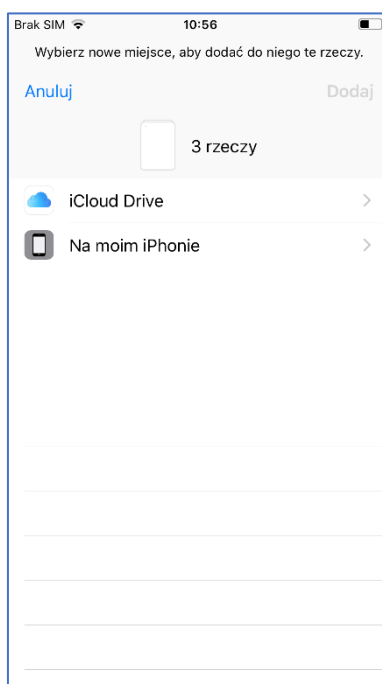 Brak SIM 10:56
Wybierz nowe miejsce, aby dodać do niego te rzeczy.
Anuluj Dodaj
3 rzeczy
iCloud Drive
Na moim iPhonie